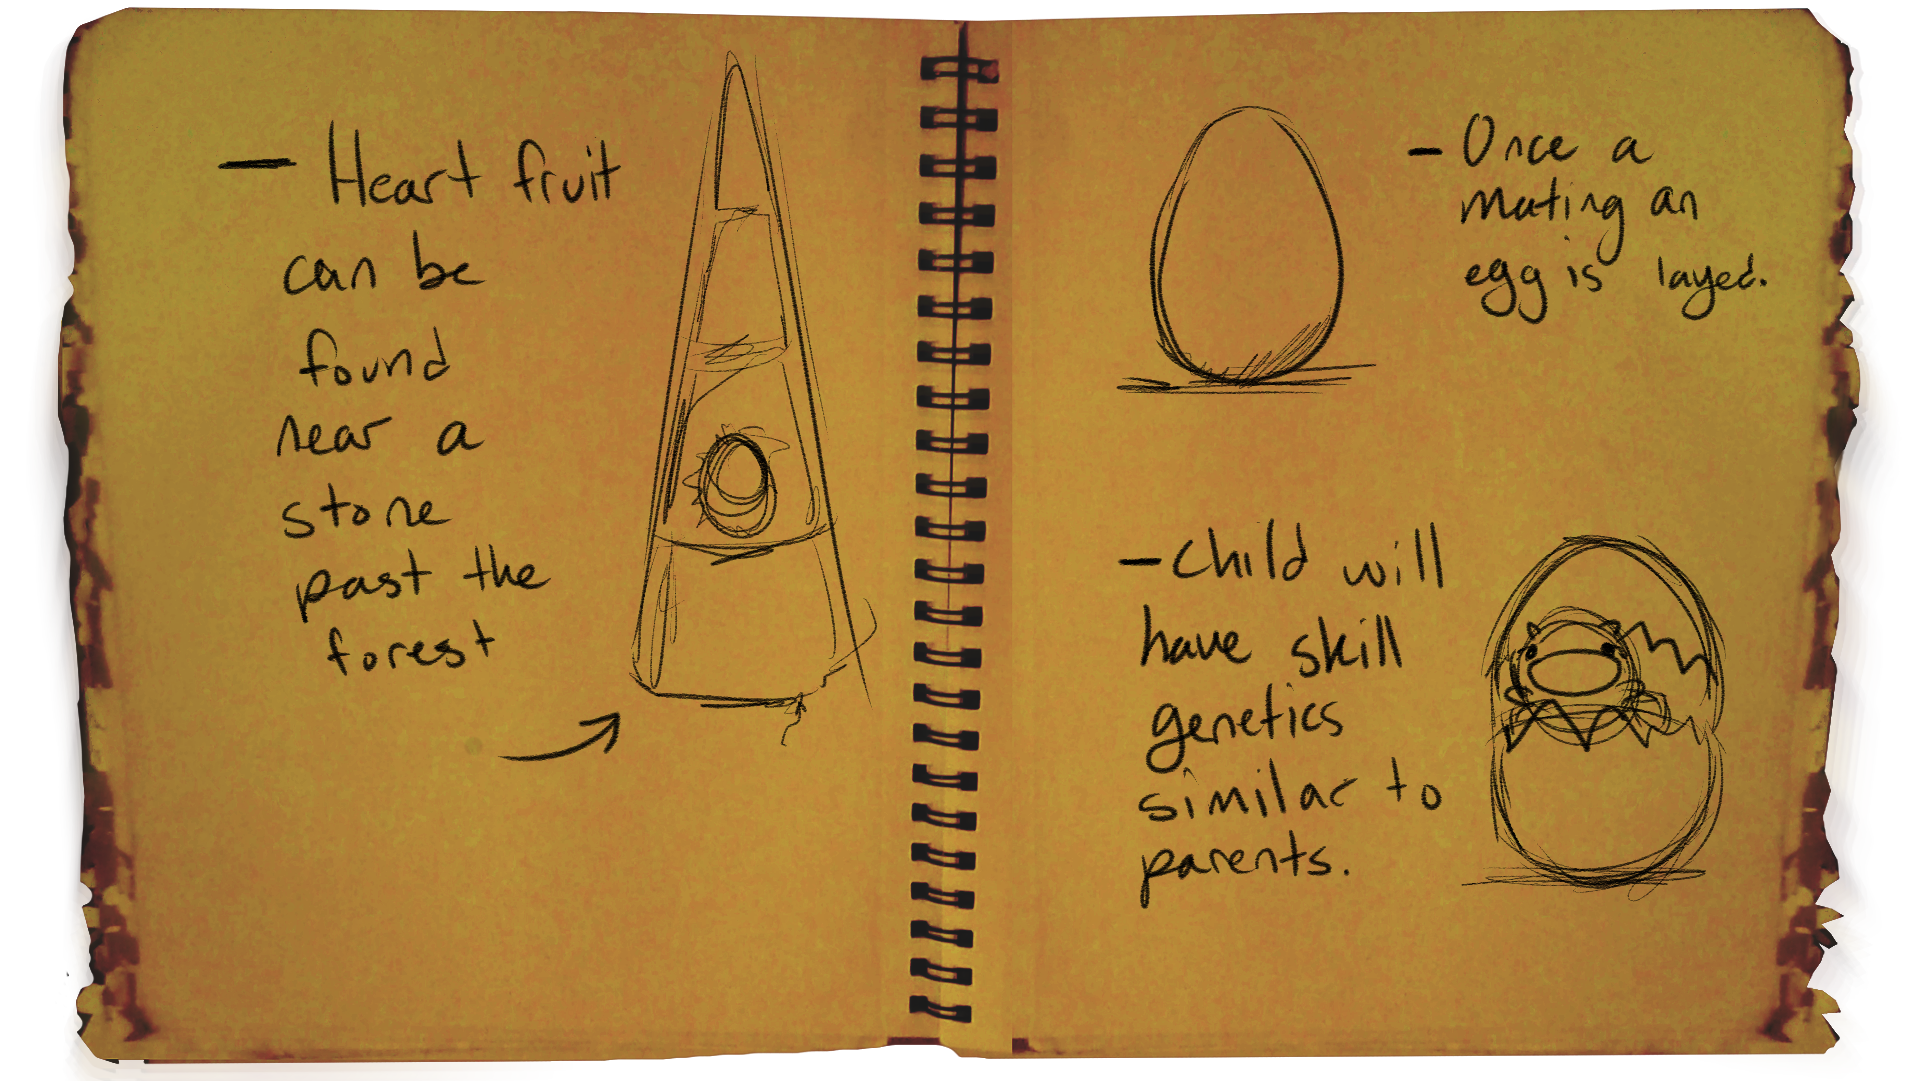 - Heart fruit
can be
found
near a
stone
past the
forest
- Once a
mating an
egg is layed.
- Child will
have skill
genetics
similar to
parents.